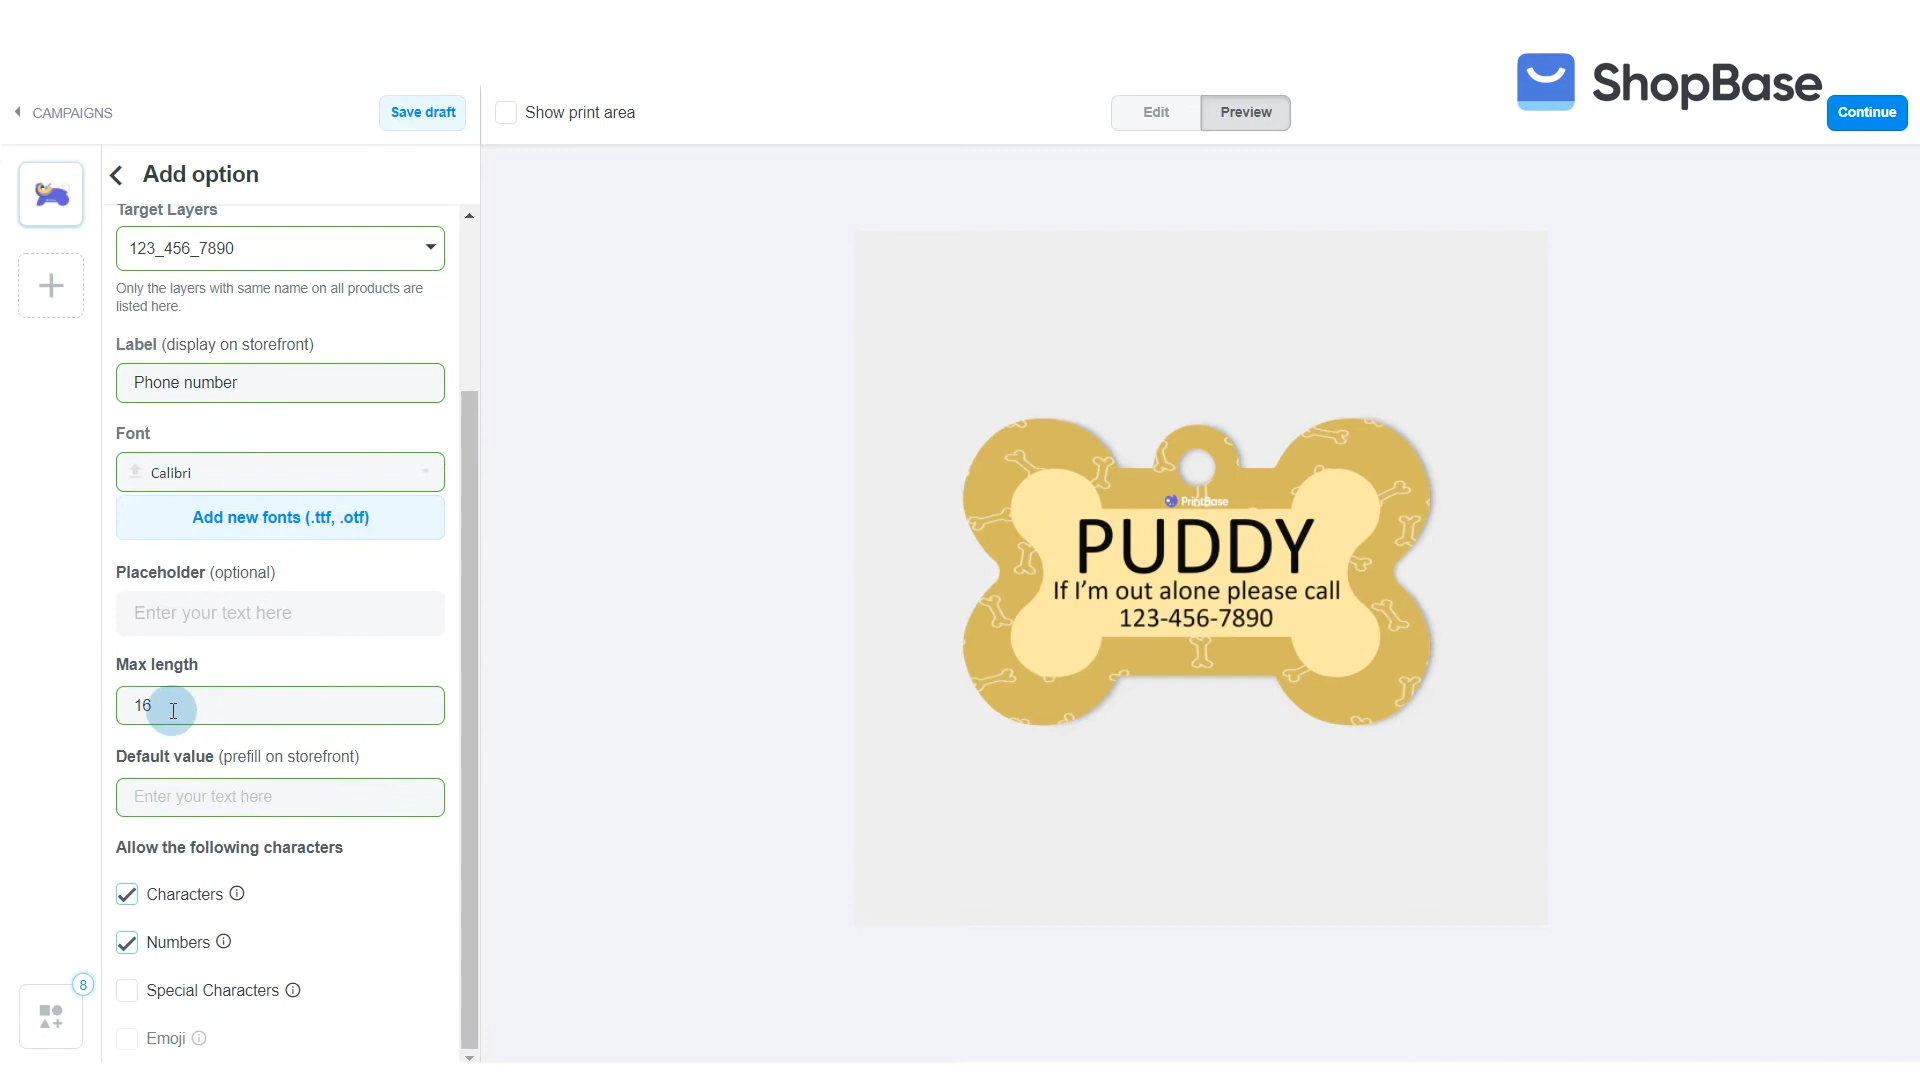 ShopBase
CAMPAIGNS
Save draft
Show print area
Edit
Preview
Continue
Add option
Target Layers
123_456_7890
Only the layers with same name on all products are
listed here.
Label (display on storefront)
Phone number
Font
Calibri
Add new fonts (.ttf, .otf)
Placeholder (optional)
Enter your text here
Max length
16
Default value (prefill on storefront)
Enter your text here
Allow the following characters
Characters
Numbers
Special Characters
Emoji
8
PrintBase
PUDDY
If I'm out alone please call
123-456-7890